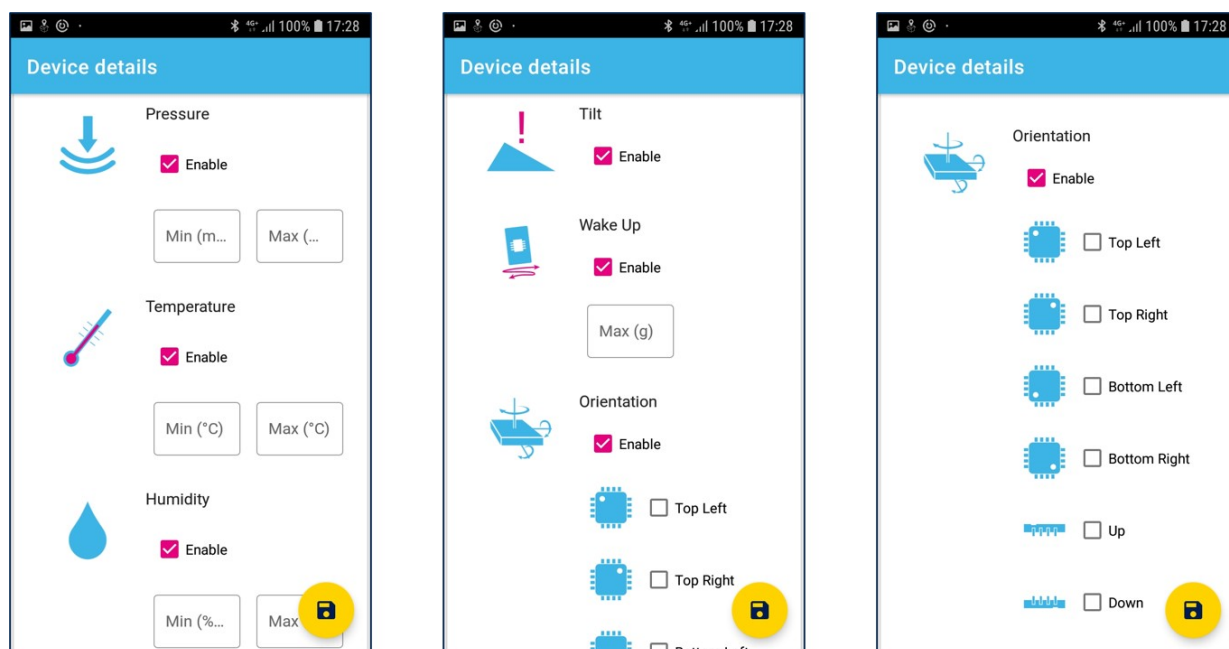 100% 17:28
Device details
Pressure
Enable
Min (m...
Max (...
Temperature
Enable
Min (°C)
Max (°C)
Humidity
Enable
Min (%...
Max
4G+ 100% 17:28
Device details
Tilt
Enable
Wake Up
Enable
Max (g)
Orientation
Enable
Top Left
Top Right
4G+ 100% 17:28
Device details
Orientation
Enable
Top Left
Top Right
Bottom Left
Bottom Right
Up
Down